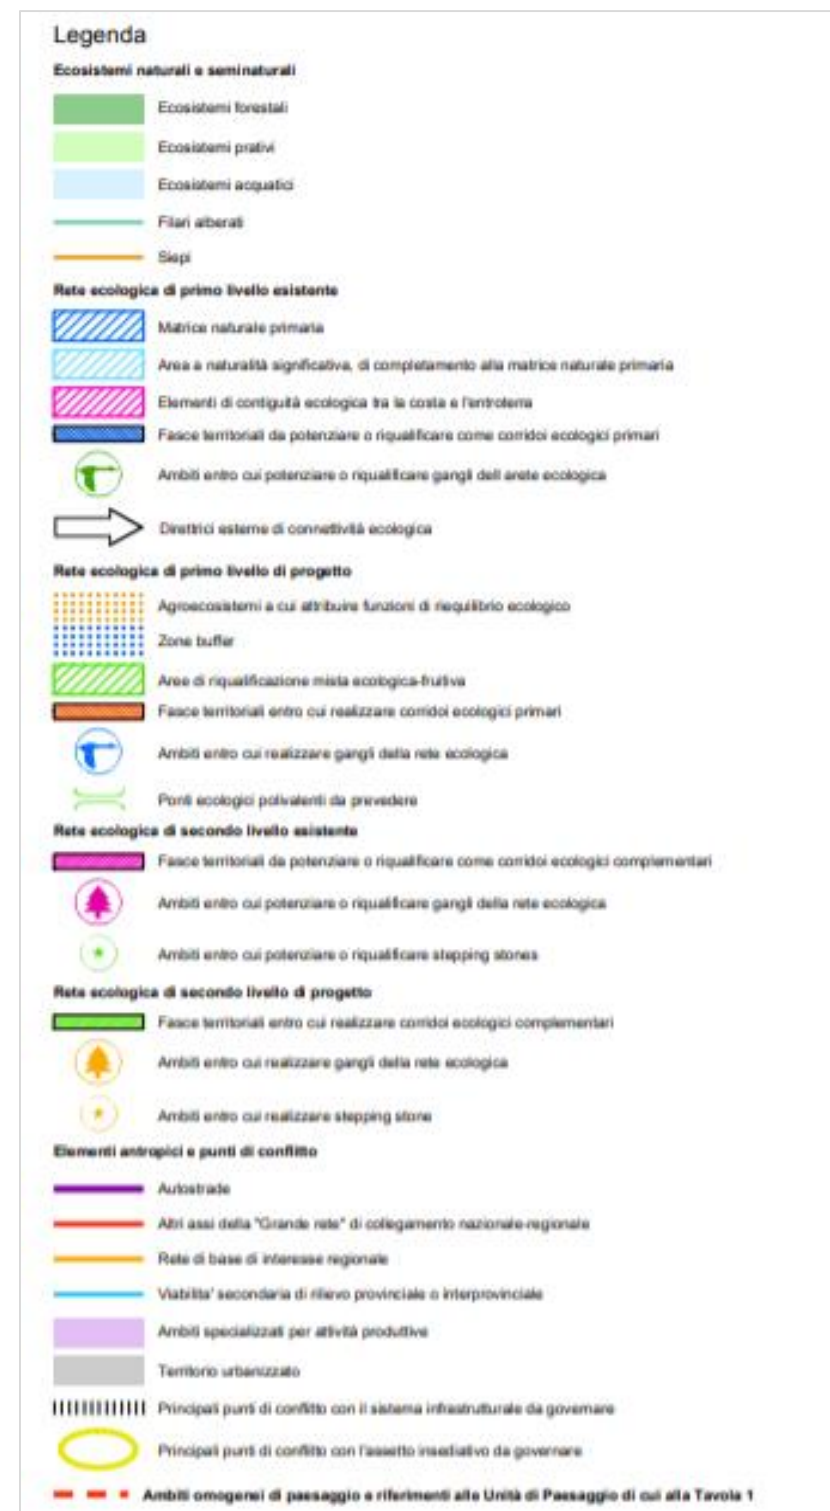 Legenda
Ecosistemi naturali e seminaturali
Ecosistemi forestali
Ecosistemi prativi
Ecosistemi acquatici
Filari alberati
Siepi
Rete ecologica di primo livello esistente
Matrice naturale primaria
Area a naturalità significativa, di completamento alla matrice naturale primaria
Elementi di contiguità ecologica tra la costa e l'entroterra
Fasce territoriali da potenziare o riqualificare come corridoi ecologici primari
Ambiti entro cui potenziare o riqualificare gangli dell arete ecologica
Direttrici esterne di connettività ecologica
Rete ecologica di primo livello di progetto
Agroecosistemi a cui attribuire funzioni di riequilibrio ecologico
Zone buffer
Aree di riqualificazione mista ecologica-fruitiva
Fasce territoriali entro cui realizzare corridoi ecologici primari
Ambiti entro cui realizzare gangli della rete ecologica
Ponti ecologici polivalenti da prevedere
Rete ecologica di secondo livello esistente
Fasce territoriali da potenziare o riqualificare come corridoi ecologici complementari
Ambiti entro cui potenziare o riqualificare gangli della rete ecologica
Ambiti entro cui potenziare o riqualificare stepping stones
Rete ecologica di secondo livello di progetto
Fasce territoriali entro cui realizzare corridoi ecologici complementari
Ambiti entro cui realizzare gangli della rete ecologica
Ambiti entro cui realizzare stepping stone
Elementi antropici e punti di conflitto
Autostrade
Altri assi della "Grande rete" di collegamento nazionale-regionale
Rete di base di interesse regionale
Viabilita' secondaria di rilievo provinciale o interprovinciale
Ambiti specializzati per attività produttive
Territorio urbanizzato
Principali punti di conflitto con il sistema infrastrutturale da governare
Principali punti di conflitto con l'assetto insediativo da governare
Ambiti omogenei di paesaggio e riferimenti alle Unità di Paesaggio di cui alla Tavola 1